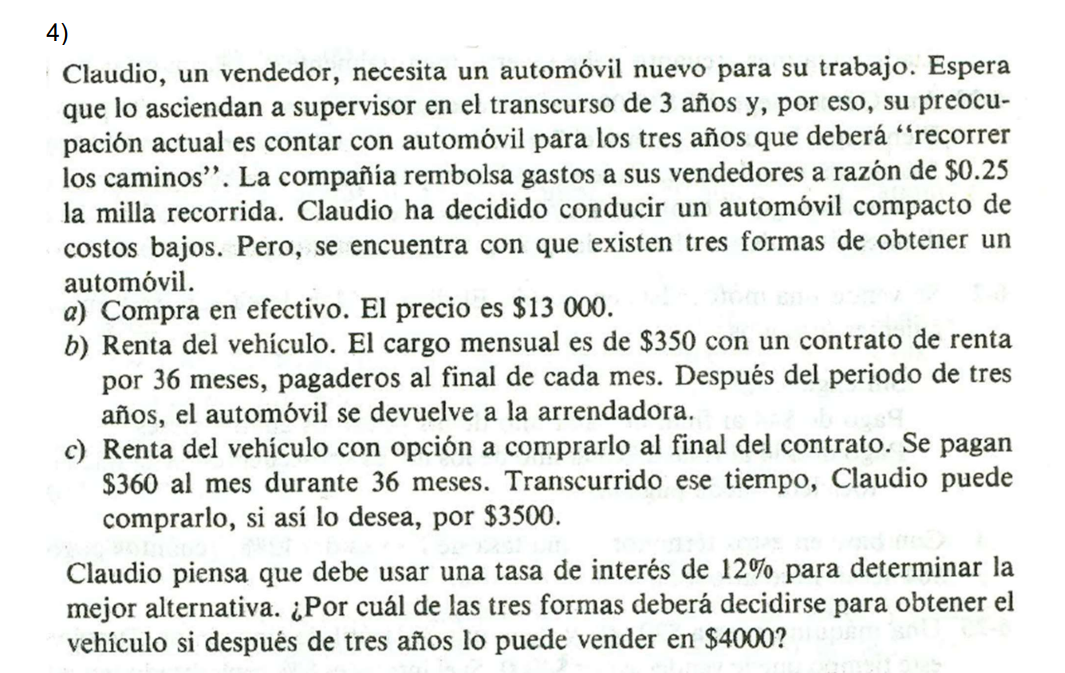 4)
Claudio, un vendedor, necesita un automóvil nuevo para su trabajo. Espera
que lo asciendan a supervisor en el transcurso de 3 años y, por eso, su preocu-
pación actual es contar con automóvil para los tres años que deberá “recorrer
los caminos”. La compañía rembolsa gastos a sus vendedores a razón de $0.25
la milla recorrida. Claudio ha decidido conducir un automóvil compacto de
costos bajos. Pero, se encuentra con que existen tres formas de obtener un
automóvil.
a) Compra en efectivo. El precio es $13 000.
b) Renta del vehículo. El cargo mensual es de $350 con un contrato de renta
por 36 meses, pagaderos al final de cada mes. Después del periodo de tres
años, el automóvil se devuelve a la arrendadora.
c) Renta del vehículo con opción a comprarlo al final del contrato. Se pagan
$360 al mes durante 36 meses. Transcurrido ese tiempo, Claudio puede
comprarlo, si así lo desea, por $3500.
Claudio piensa que debe usar una tasa de interés de 12% para determinar la
mejor alternativa. ¿Por cuál de las tres formas deberá decidirse para obtener el
vehículo si después de tres años lo puede vender en $4000?